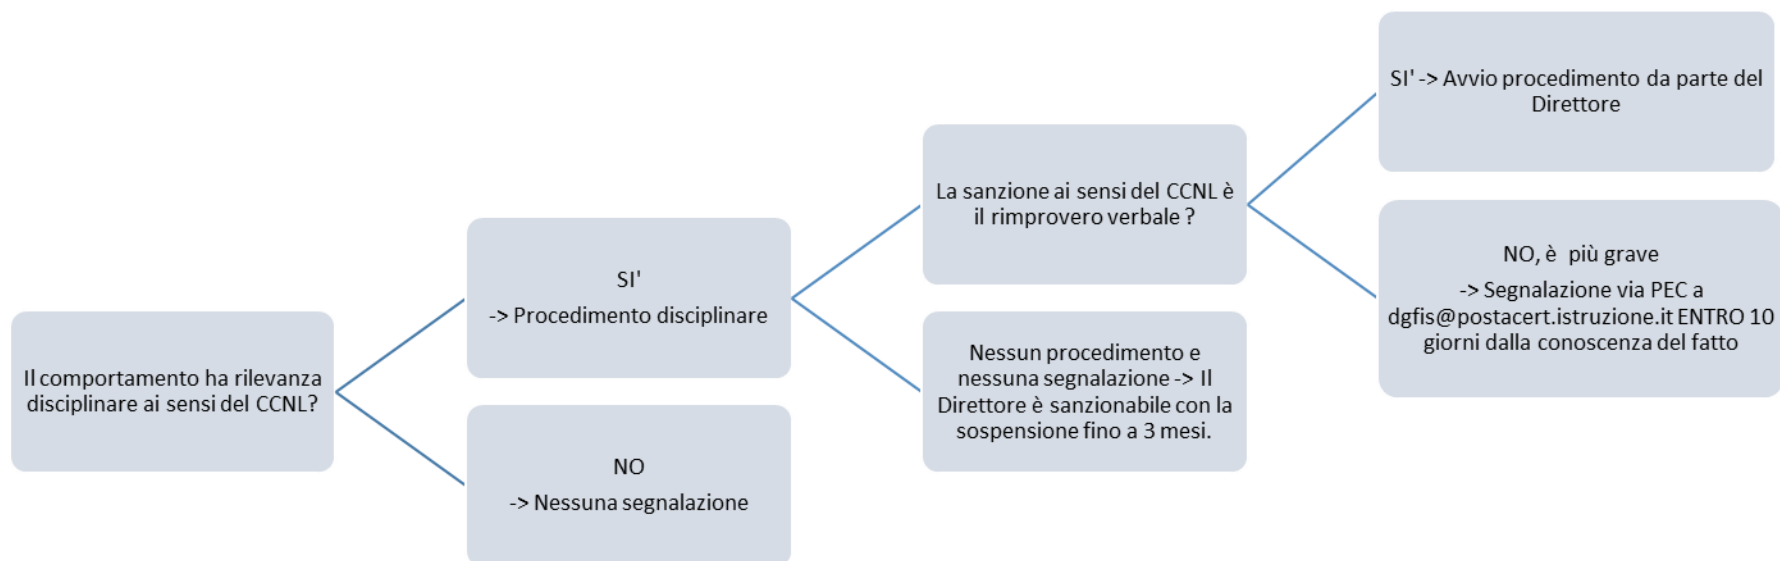 Il comportamento ha rilevanza
disciplinare ai sensi del CCNL?
SI'
-> Procedimento disciplinare
NO
-> Nessuna segnalazione
La sanzione ai sensi del CCNL è
il rimprovero verbale ?
Nessun procedimento e
nessuna segnalazione -> Il
Direttore è sanzionabile con la
sospensione fino a 3 mesi.
SI' -> Avvio procedimento da parte del
Direttore
NO, è più grave
-> Segnalazione via PEC a
dgfis@postacert.istruzione.it ENTRO 10
giorni dalla conoscenza del fatto